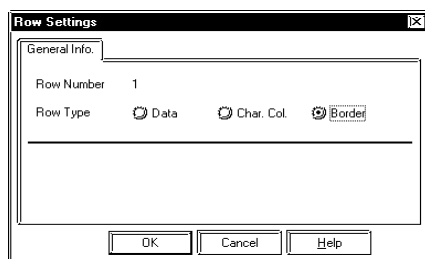 Row Settings
General Info.
Row Number 1
Row Type Data Char. Col. Border
OK Cancel Help